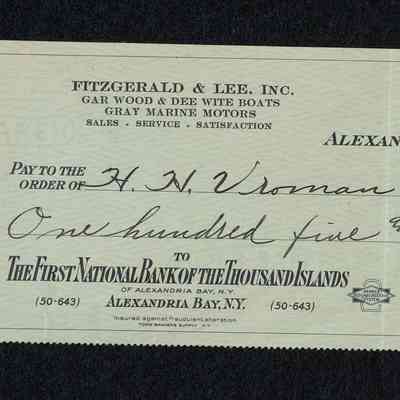 FITZGERALD & LEE, INC.
GAR WOOD & DEE WITE BOATS
GRAY MARINE MOTORS
SALES - SERVICE - SATISFACTION
ALEXAN
PAY TO THE
ORDER OF H. H. Vroman
One hundred five
TO
THE FIRST NATIONAL BANK OF THE THOUSAND ISLANDS
OF ALEXANDRIA BAY, N.Y.
(50-643) ALEXANDRIA BAY, N.Y. (50-643)
Insured against Fraudulent alteration